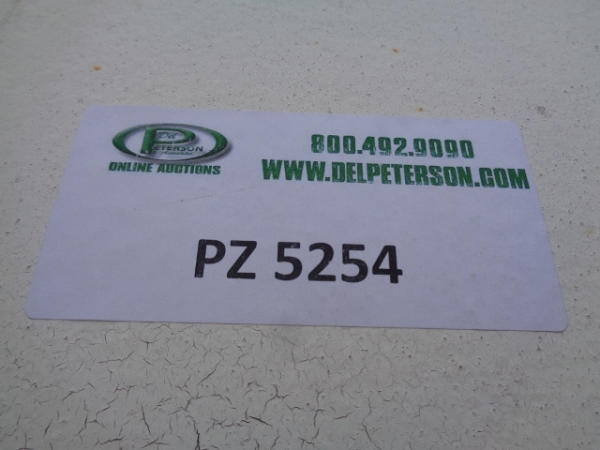 Del
PETERSON
ONLINE AUCTIONS
800.492.9090
WWW.DELPETERSON.COM
PZ 5254